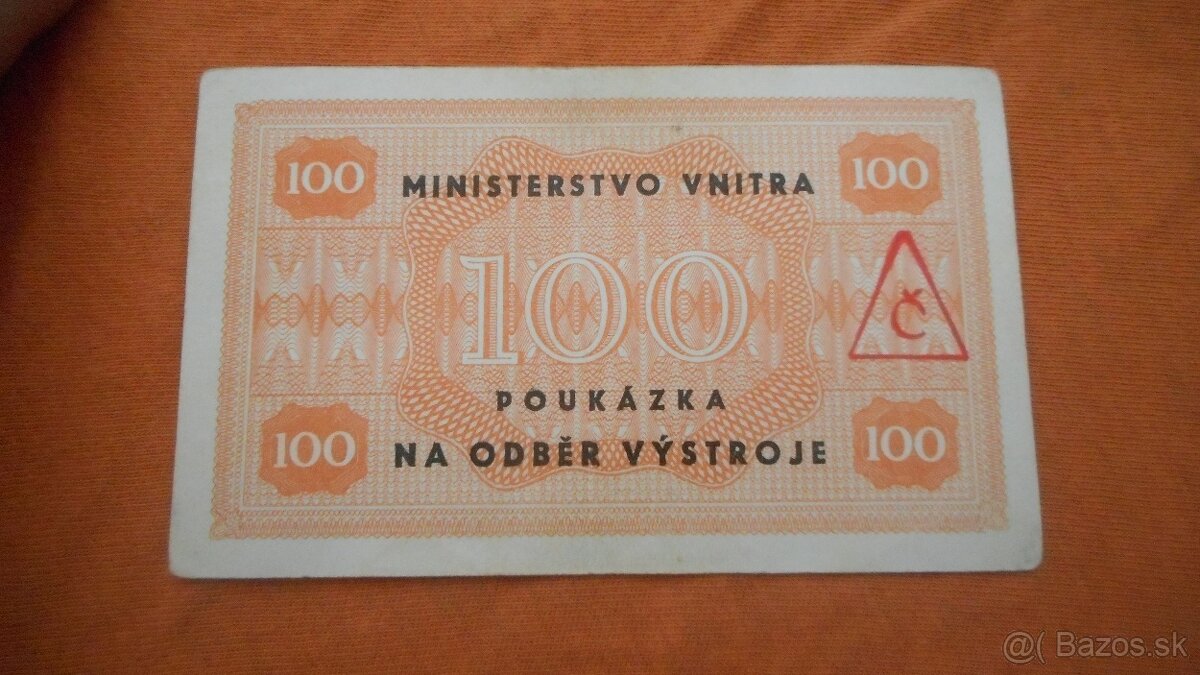 100 MINISTERSTVO VNITRA 100
100
Č
POUKÁZKA
100 NA ODBĚR VÝSTROJE 100
@( Bazos.sk